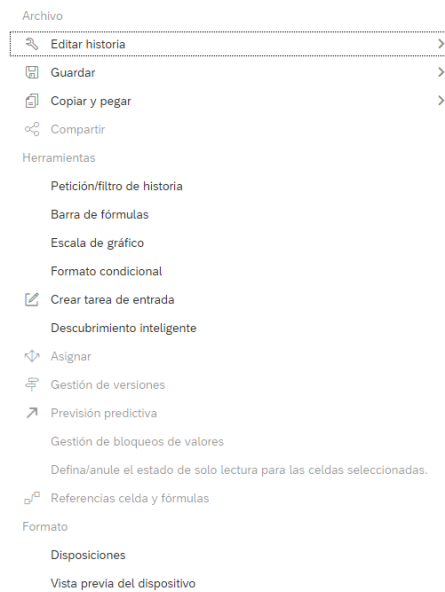 Archivo
Editar historia
Guardar
Copiar y pegar
Compartir
Herramientas
Petición/filtro de historia
Barra de fórmulas
Escala de gráfico
Formato condicional
Crear tarea de entrada
Descubrimiento inteligente
Asignar
Gestión de versiones
Previsión predictiva
Gestión de bloqueos de valores
Defina/anule el estado de solo lectura para las celdas seleccionadas.
Referencias celda y fórmulas
Formato
Disposiciones
Vista previa del dispositivo